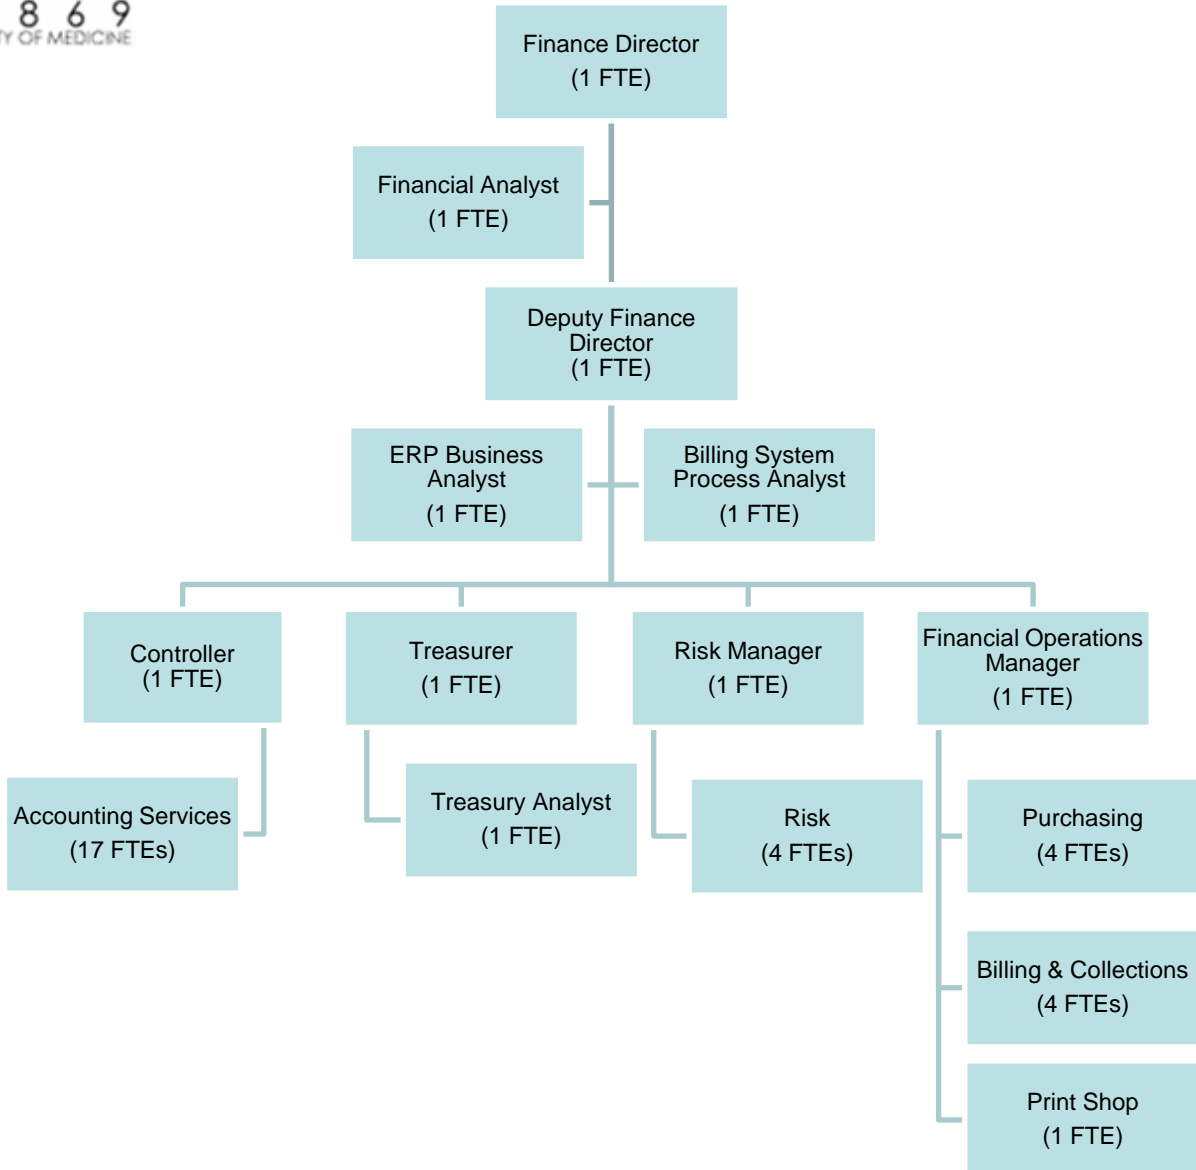 8 6 9
TY OF MEDICINE
Finance Director
(1 FTE)
Financial Analyst
(1 FTE)
Deputy Finance
Director
(1 FTE)
ERP Business
Analyst
(1 FTE)
Billing System
Process Analyst
(1 FTE)
Controller
(1 FTE)
Treasurer
(1 FTE)
Risk Manager
(1 FTE)
Financial Operations
Manager
(1 FTE)
Accounting Services
(17 FTEs)
Treasury Analyst
(1 FTE)
Risk
(4 FTEs)
Purchasing
(4 FTEs)
Billing & Collections
(4 FTEs)
Print Shop
(1 FTE)